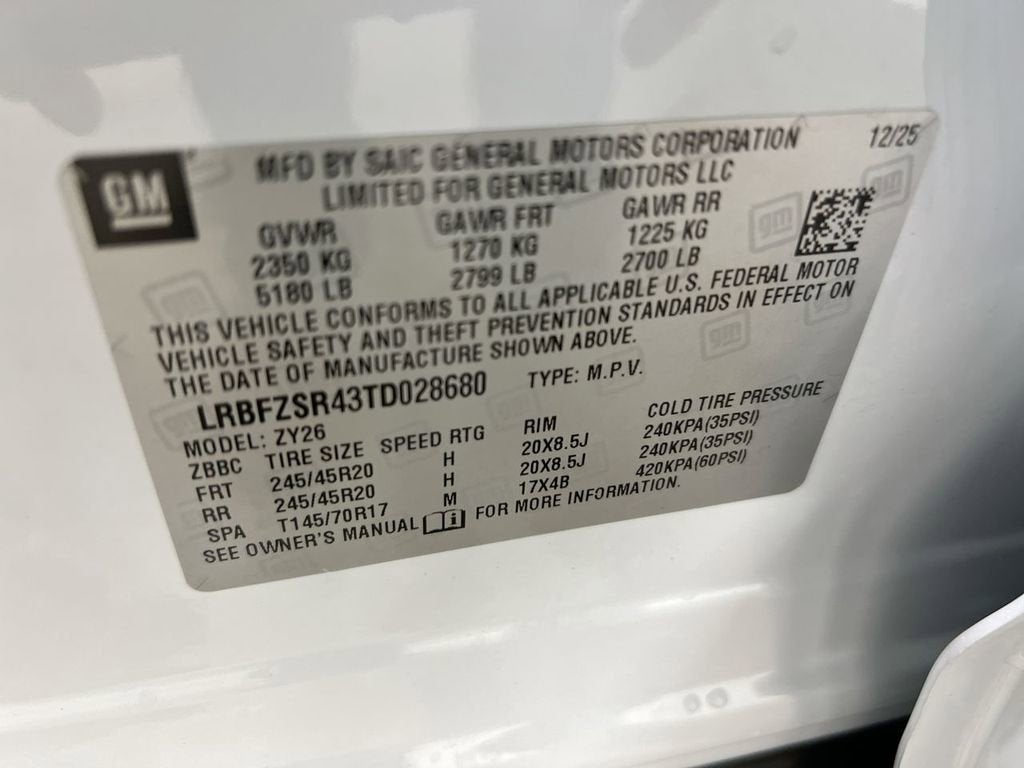 GM
12/25
MFD BY SAIC GENERAL MOTORS CORPORATION
LIMITED FOR GENERAL MOTORS LLC
GVWR GAWR FRT GAWR RR
2350 KG 1270 KG 1225 KG
5180 LB 2799 LB 2700 LB
THIS VEHICLE CONFORMS TO ALL APPLICABLE U.S. FEDERAL MOTOR
VEHICLE SAFETY AND THEFT PREVENTION STANDARDS IN EFFECT ON
THE DATE OF MANUFACTURE SHOWN ABOVE.
LRBFZSR43TD028680 TYPE: M.P.V.
MODEL: ZY26
ZBBC TIRE SIZE SPEED RTG RIM COLD TIRE PRESSURE
FRT 245/45R20 H 20X8.5J 240KPA(35PSI)
RR 245/45R20 H 20X8.5J 240KPA(35PSI)
SPA T145/70R17 M 17X4B 420KPA(60PSI)
SEE OWNER'S MANUAL FOR MORE INFORMATION.